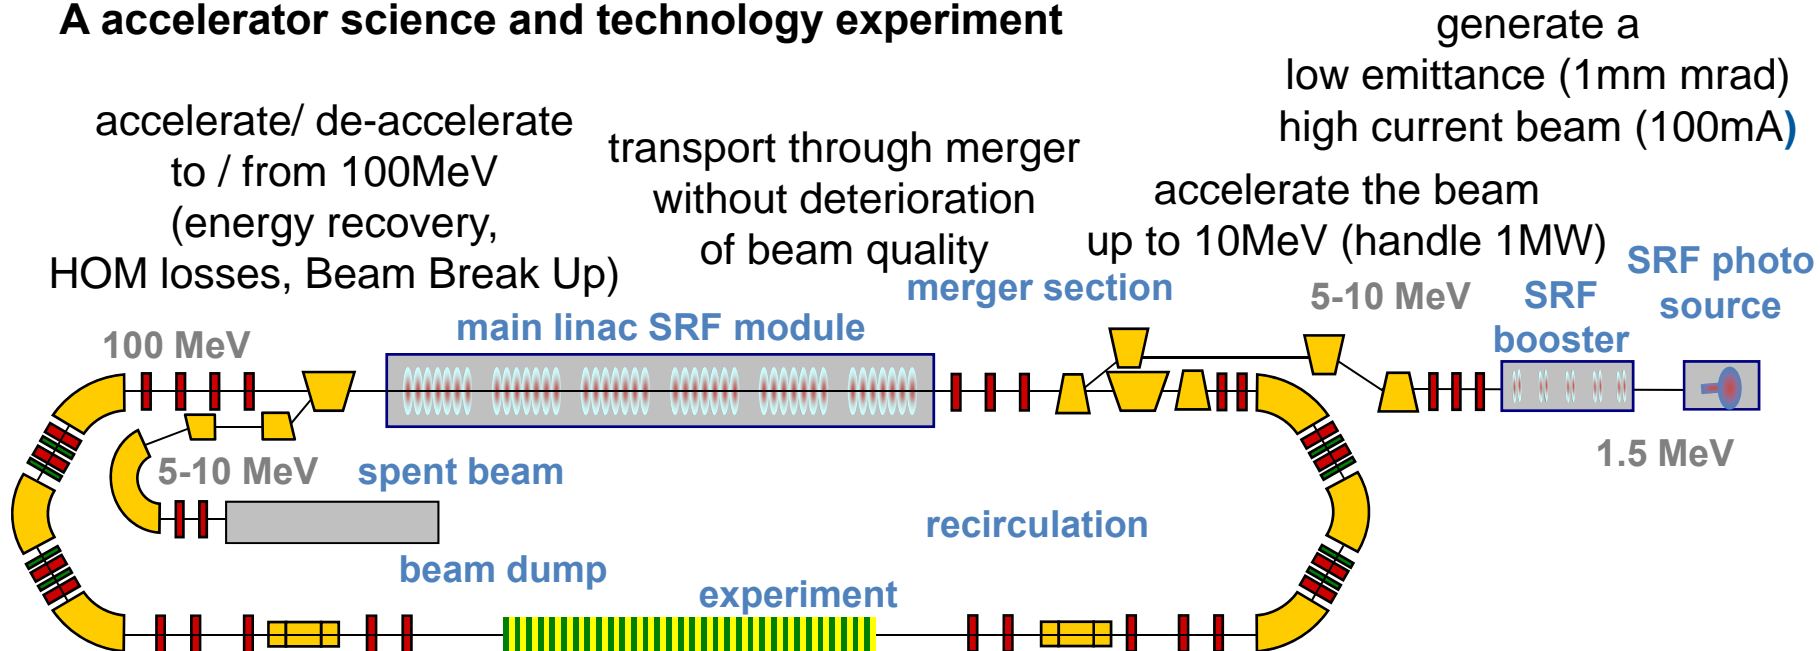 A accelerator science and technology experiment
generate a
low emittance (1mm mrad)
high current beam (100mA)
accelerate/ de-accelerate
to / from 100MeV
(energy recovery,
HOM losses, Beam Break Up)
transport through merger
without deterioration
of beam quality
accelerate the beam
up to 10MeV (handle 1MW)
SRF photo
source
merger section
5-10 MeV
SRF
booster
main linac SRF module
100 MeV
1.5 MeV
5-10 MeV
spent beam
recirculation
beam dump
experiment